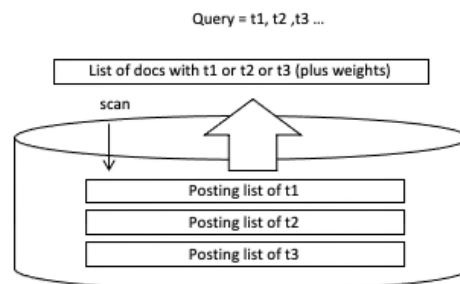 Query = t1, t2 ,t3 ...
List of docs with t1 or t2 or t3 (plus weights)
scan
Posting list of t1
Posting list of t2
Posting list of t3